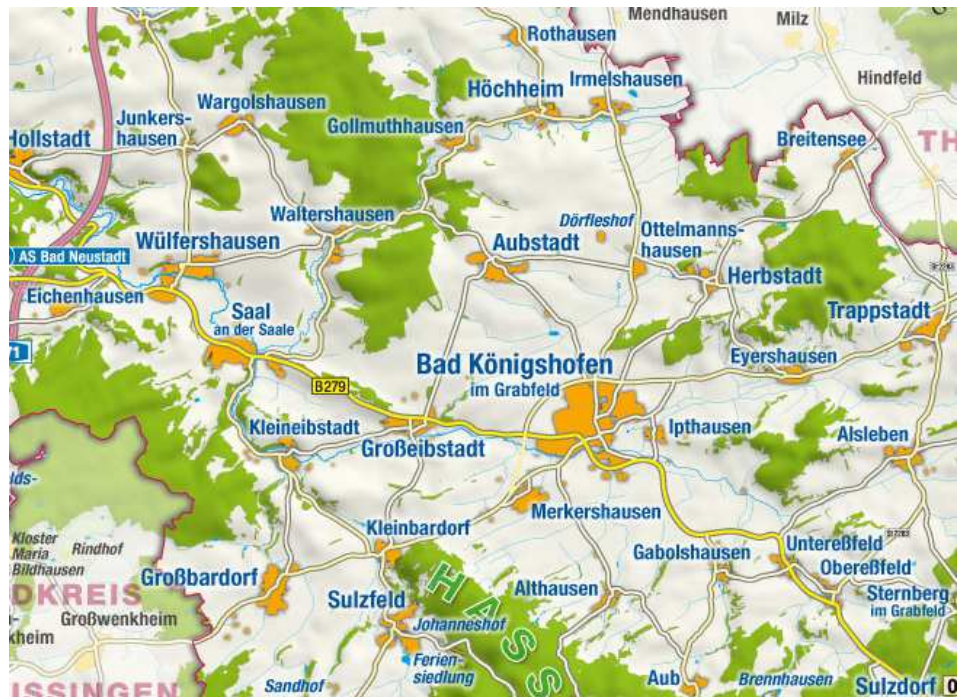 Mendhausen
Milz
Rothausen
Hindfeld
Irmelshausen
Höchheim
Wargolshausen
Junkers-
hausen
Gollmuthhausen
Hollstadt
Breitensee
TH
Waltershausen
Dörfleshof
Ottelmanns-
hausen
Wülfershausen
Aubstadt
AS Bad Neustadt
Herbstadt
Eichenhausen
Saal
an der Saale
Trappstadt
71
Bad Königshofen
im Grabfeld
Eyershausen
B279
Kleineibstadt
Großeibstadt
Ipthausen
Alsleben
Merkershausen
Kleinbardorf
Kloster
Maria
Bildhausen
Rindhof
Gabolshausen
Untereßfeld
Obereßfeld
Großbardorf
HASS
Althausen
Sternberg
im Grabfeld
DKREIS
Großwenkheim
Sulzfeld
Johanneshof
Ferien-
siedlung
Sandhof
Aub
Brennhausen
Sulzdorf
ISSINGEN